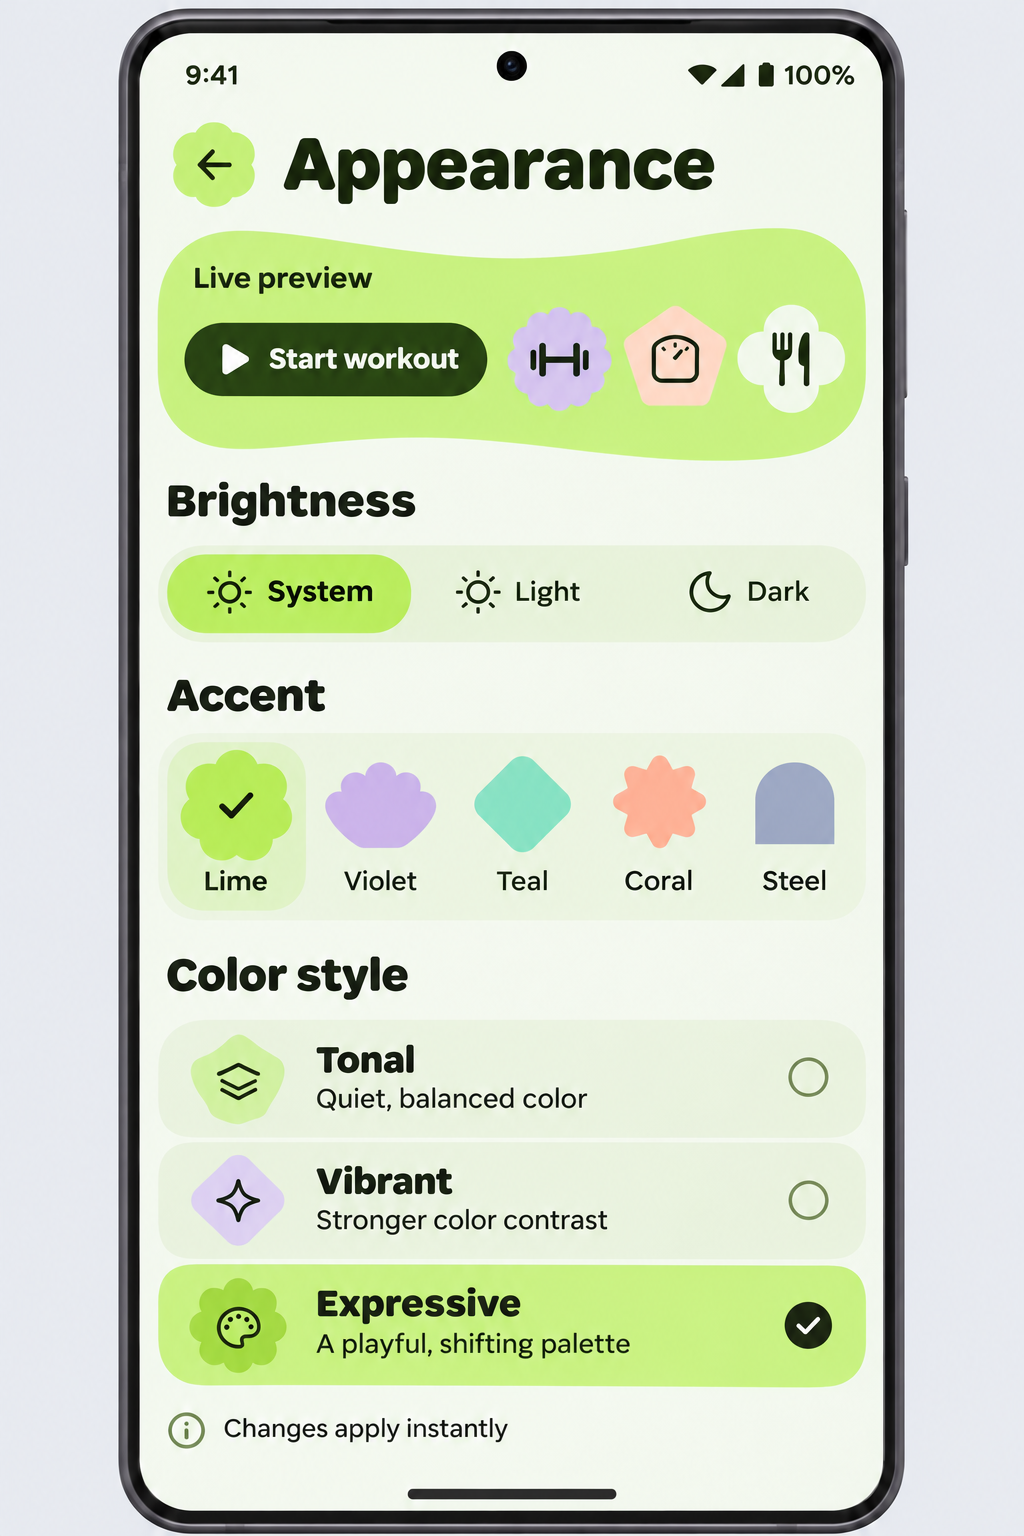 9:41
100%
Appearance
Live preview
Start workout
Brightness
System
Light
Dark
Accent
Lime
Violet
Teal
Coral
Steel
Color style
Tonal
Quiet, balanced color
Vibrant
Stronger color contrast
Expressive
A playful, shifting palette
Changes apply instantly